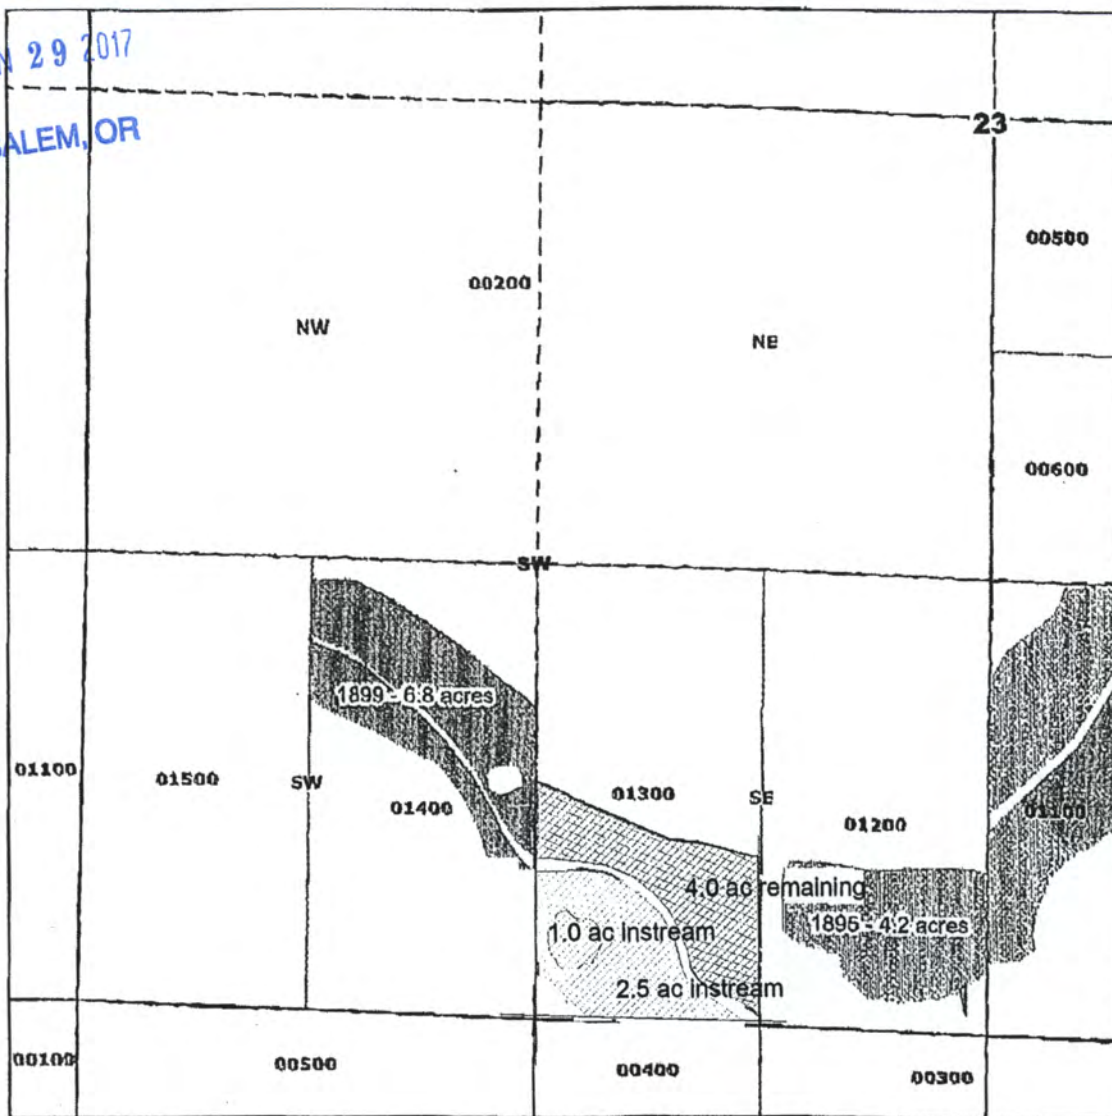 29 2017
SALEM, OR
23
00500
00200
NW
NE
00600
SW
1899 - 6.8 acres
01100
01500
SW
01400
01300
SE
01200
01100
4.0 ac remaining
1895 - 4.2 acres
1.0 ac instream
2.5 ac instream
00100
00500
00400
00300